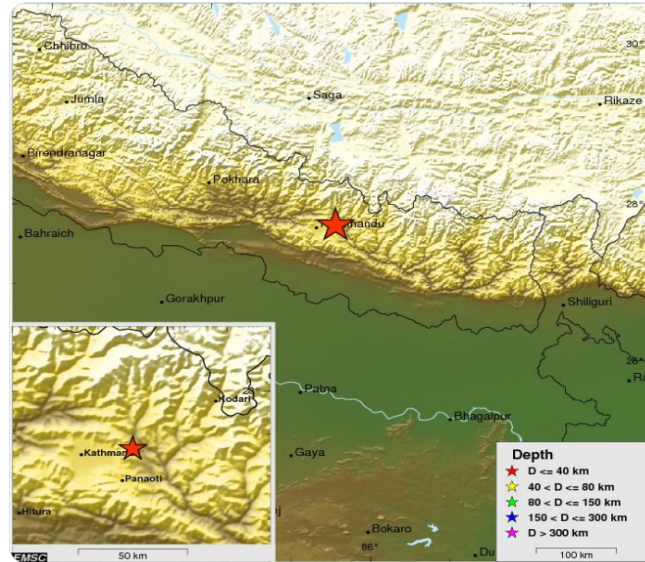 30°
Chhibro
Saga
Jumla
Rikaze
Birendranagar
Pokhara
28°
Bahraich
Gorakhpur
Shiliguri
Patna
Bhagalpur
Gaya
Bokaro
86°
Du
Kodari
Panaoti
Hitura
EMSC
50 km
Depth
D <= 40 km
40 < D <= 80 km
80 < D <= 150 km
150 < D <= 300 km
D > 300 km
100 km